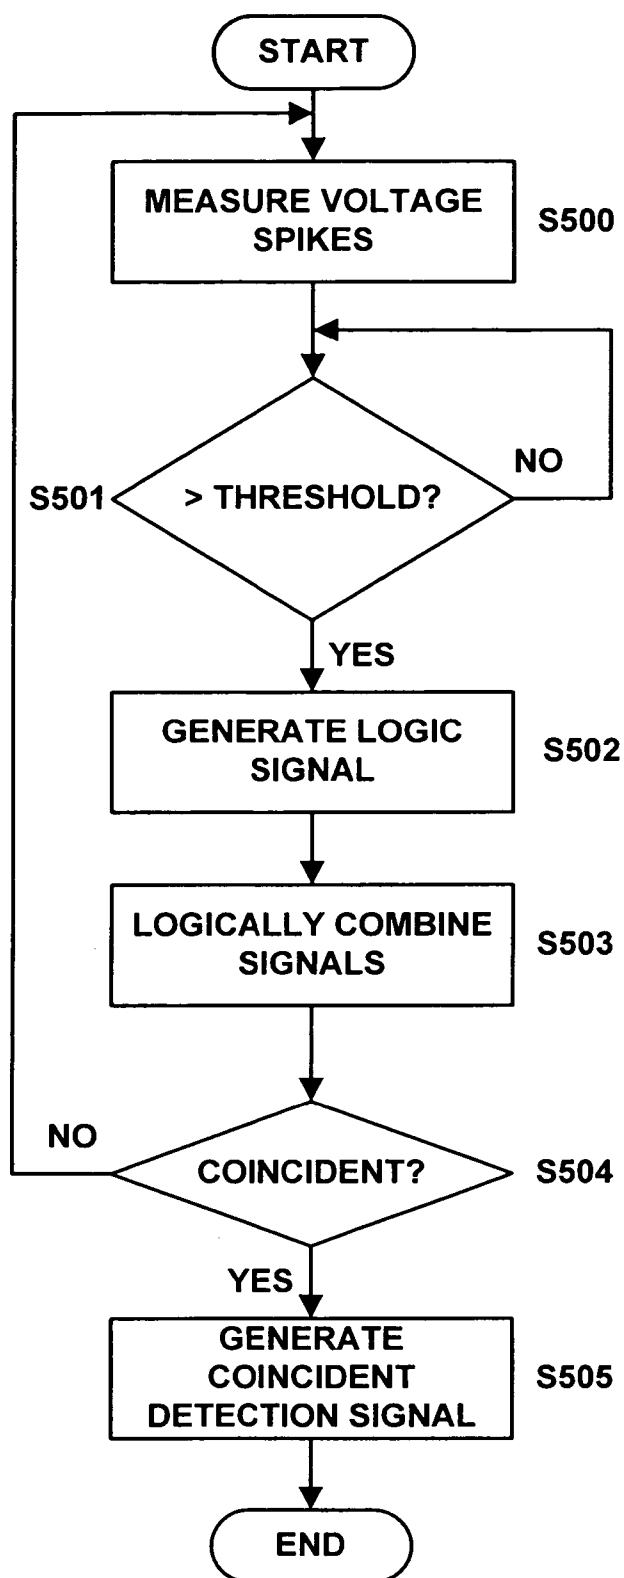 START
MEASURE VOLTAGE
SPIKES
S500
S501
> THRESHOLD?
NO
YES
GENERATE LOGIC
SIGNAL
S502
LOGICALLY COMBINE
SIGNALS
S503
NO
COINCIDENT?
S504
YES
GENERATE
COINCIDENT
DETECTION SIGNAL
S505
END